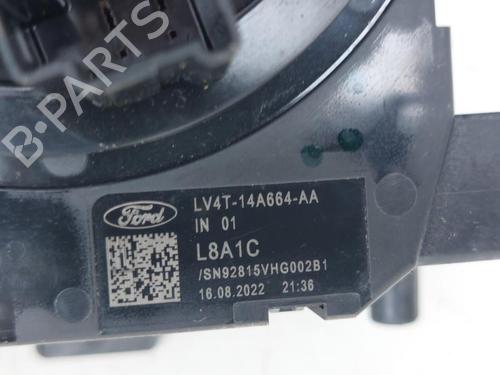 B-PARTS
Ford
LV4T-14A664-AA
IN 01
L8A1C
/SN92815VHG002B1
16.08.2022 21:36